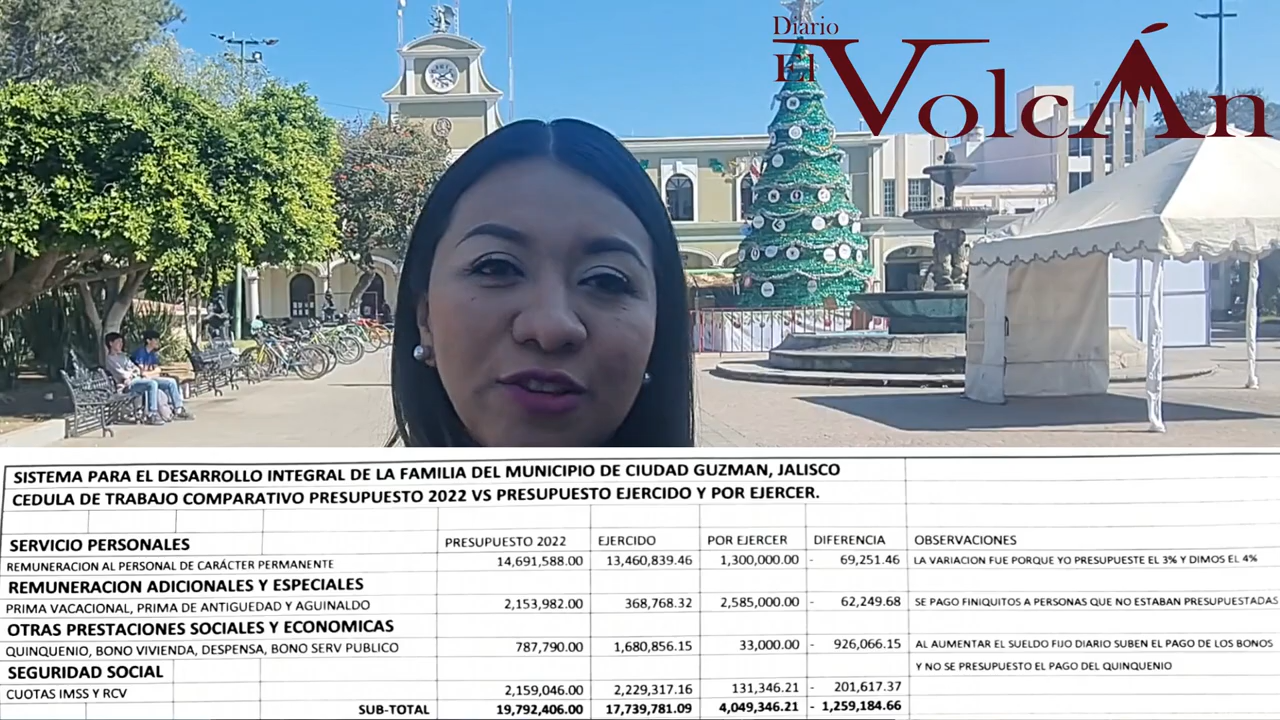 Diario
El
VolcÁn
SISTEMA PARA EL DESARROLLO INTEGRAL DE LA FAMILIA DEL MUNICIPIO DE CIUDAD GUZMAN, JALISCO
CEDULA DE TRABAJO COMPARATIVO PRESUPUESTO 2022 VS PRESUPUESTO EJERCIDO Y POR EJERCER.
SERVICIO PERSONALES PRESUPUESTO 2022 EJERCIDO POR EJERCER DIFERENCIA OBSERVACIONES
REMUNERACION AL PERSONAL DE CARÁCTER PERMANENTE 14,691,588.00 13,460,839.46 1,300,000.00 - 69,251.46 LA VARIACION FUE PORQUE YO PRESUPUESTE EL 3% Y DIMOS EL 4%
REMUNERACION ADICIONALES Y ESPECIALES
PRIMA VACACIONAL, PRIMA DE ANTIGUEDAD Y AGUINALDO 2,153,982.00 368,768.32 2,585,000.00 - 62,249.68 SE PAGO FINIQUITOS A PERSONAS QUE NO ESTABAN PRESUPUESTADAS
OTRAS PRESTACIONES SOCIALES Y ECONOMICAS
QUINQUENIO, BONO VIVIENDA, DESPENSA, BONO SERV PUBLICO 787,790.00 1,680,856.15 33,000.00 - 926,066.15 AL AUMENTAR EL SUELDO FIJO DIARIO SUBEN EL PAGO DE LOS BONOS
SEGURIDAD SOCIAL Y NO SE PRESUPUESTO EL PAGO DEL QUINQUENIO
CUOTAS IMSS Y RCV 2,159,046.00 2,229,317.16 131,346.21 - 201,617.37
SUB-TOTAL 19,792,406.00 17,739,781.09 4,049,346.21 - 1,259,184.66